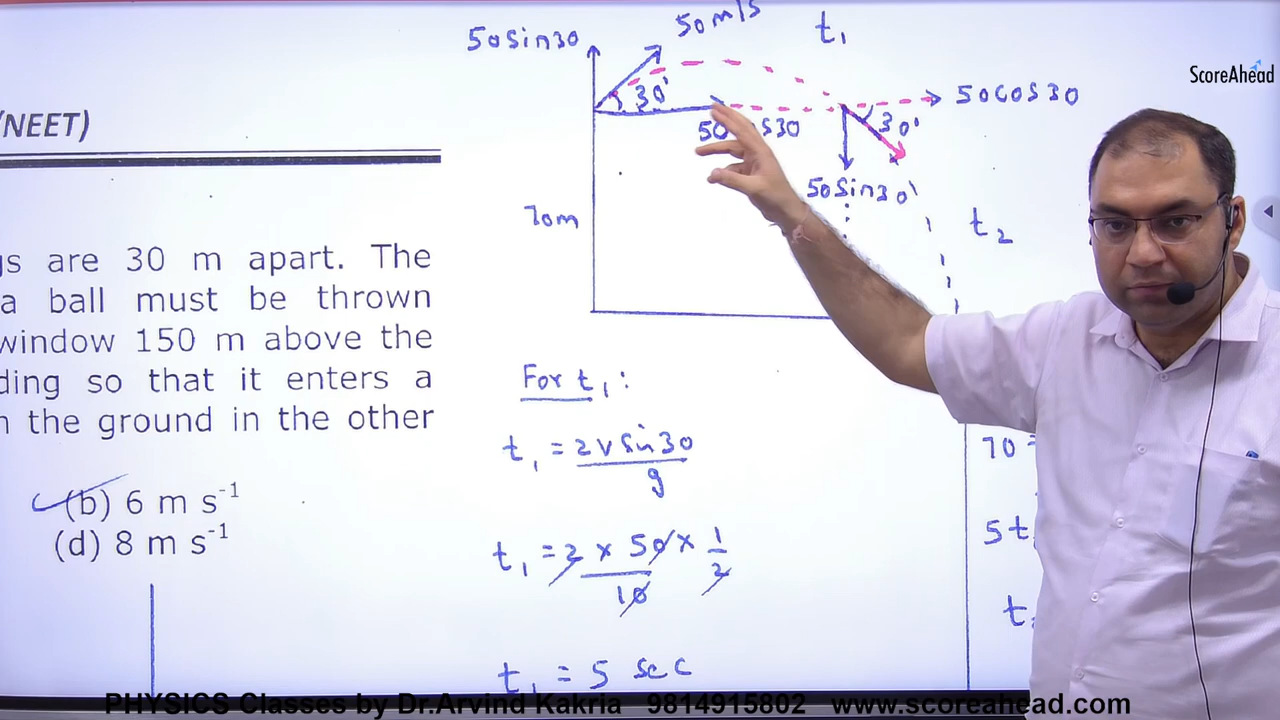 (NEET)
gs are 30 m apart. The
a ball must be thrown
window 150 m above the
ding so that it enters a
n the ground in the other
(b) 6 m s⁻¹
(d) 8 m s⁻¹
50sin30
50m/s
t₁
30°
50cos30
30°
50sin30
70m
t₂
For t₁:
t₁ = 2vsin30
g
t₁ = 2 × 50 × 1
10 2
t₁ = 5 sec
70 =
5t
t
ScoreAhead
PHYSICS Classes by Dr.Arvind Kakria 9814915802 www.scoreahead.com